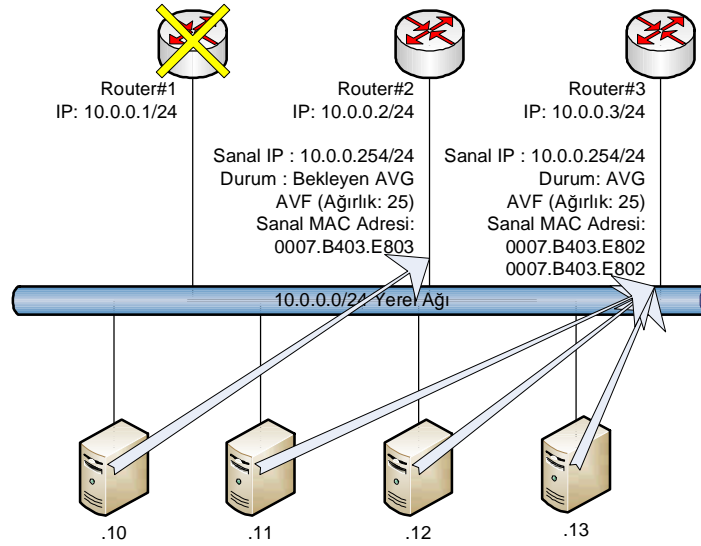 Router#1
IP: 10.0.0.1/24
Router#2
IP: 10.0.0.2/24
Sanal IP : 10.0.0.254/24
Durum : Bekleyen AVG
AVF (Ağırlık: 25)
Sanal MAC Adresi:
0007.B403.E803
Router#3
IP: 10.0.0.3/24
Sanal IP : 10.0.0.254/24
Durum: AVG
AVF (Ağırlık: 25)
Sanal MAC Adresi:
0007.B403.E802
0007.B403.E802
10.0.0.0/24 Yerel Ağı
.10
.11
.12
.13